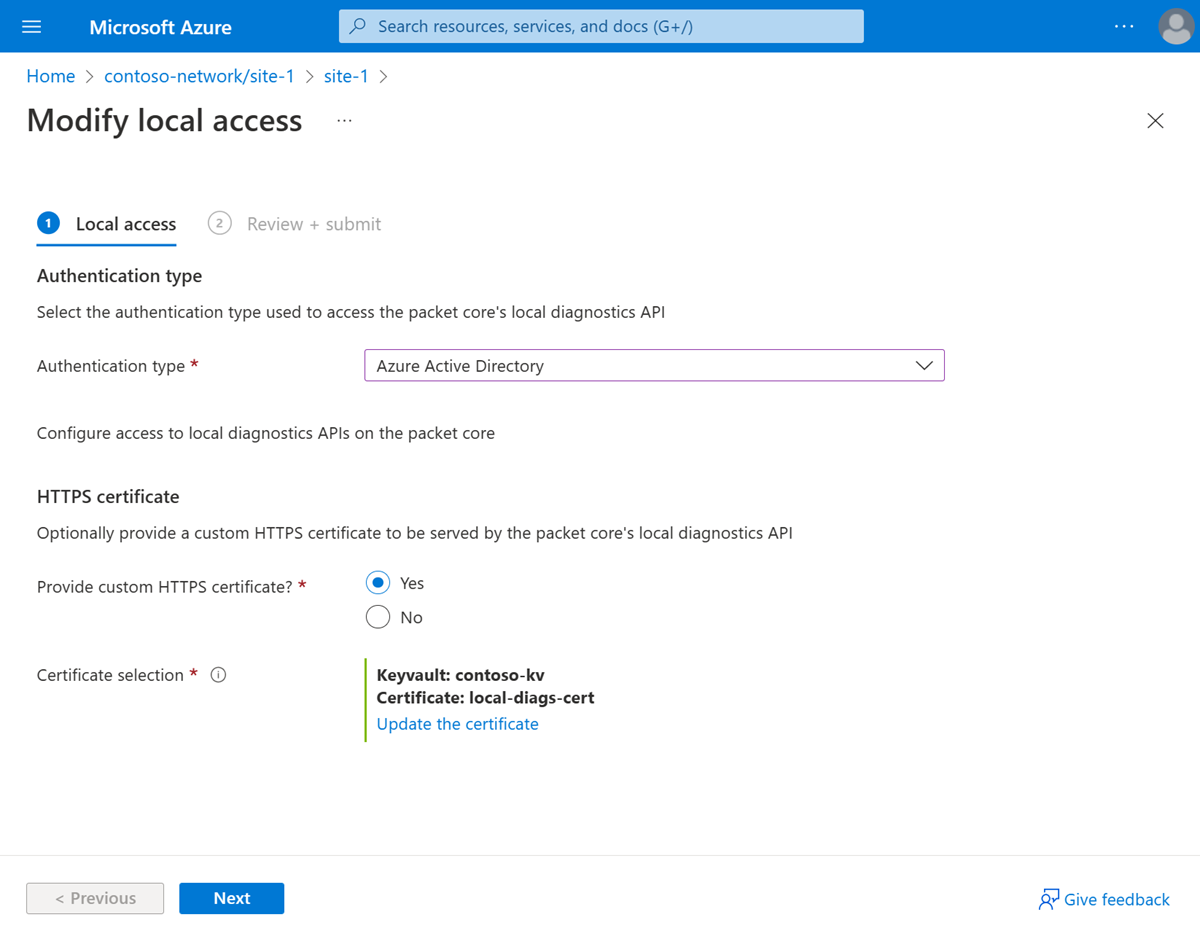 Microsoft Azure
Search resources, services, and docs (G+/)
···
Home > contoso-network/site-1 > site-1 >
Modify local access ···
1 Local access
2 Review + submit
Authentication type
Select the authentication type used to access the packet core's local diagnostics API
Authentication type *
Azure Active Directory
Configure access to local diagnostics APIs on the packet core
HTTPS certificate
Optionally provide a custom HTTPS certificate to be served by the packet core's local diagnostics API
Provide custom HTTPS certificate? *
Yes
No
Certificate selection *
Keyvault: contoso-kv
Certificate: local-diags-cert
Update the certificate
< Previous
Next
Give feedback